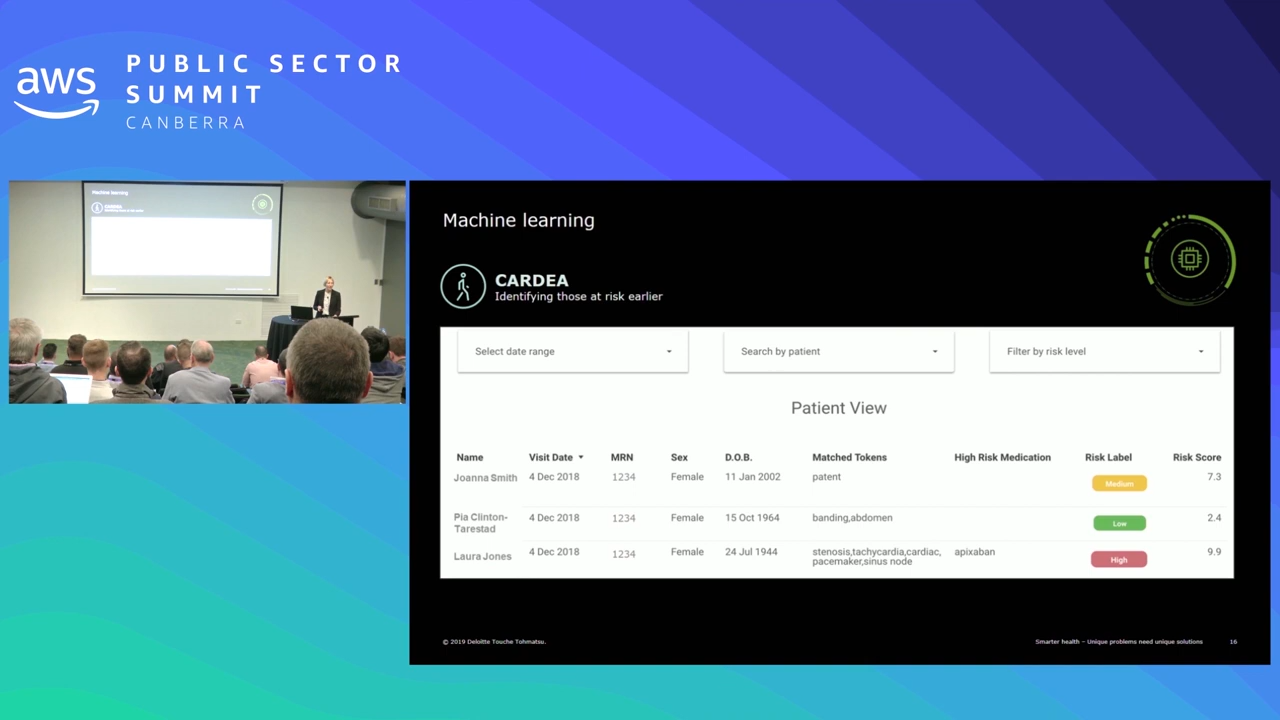 aws
PUBLIC SECTOR
SUMMIT
CANBERRA
Machine learning
CARDEA
Machine learning
CARDEA
Identifying those at risk earlier
Select date range
Search by patient
Filter by risk level
Patient View
Name Visit Date MRN Sex D.O.B. Matched Tokens High Risk Medication Risk Label Risk Score
Joanna Smith 4 Dec 2018 1234 Female 11 Jan 2002 patent Medium 7.3
Pia Clinton-
Tarestad 4 Dec 2018 1234 Female 15 Oct 1964 banding,abdomen Low 2.4
Laura Jones 4 Dec 2018 1234 Female 24 Jul 1944 stenosis,tachycardia,cardiac, apixaban High 9.9
pacemaker,sinus node
© 2019 Deloitte Touche Tohmatsu.
Smarter health – Unique problems need unique solutions 16